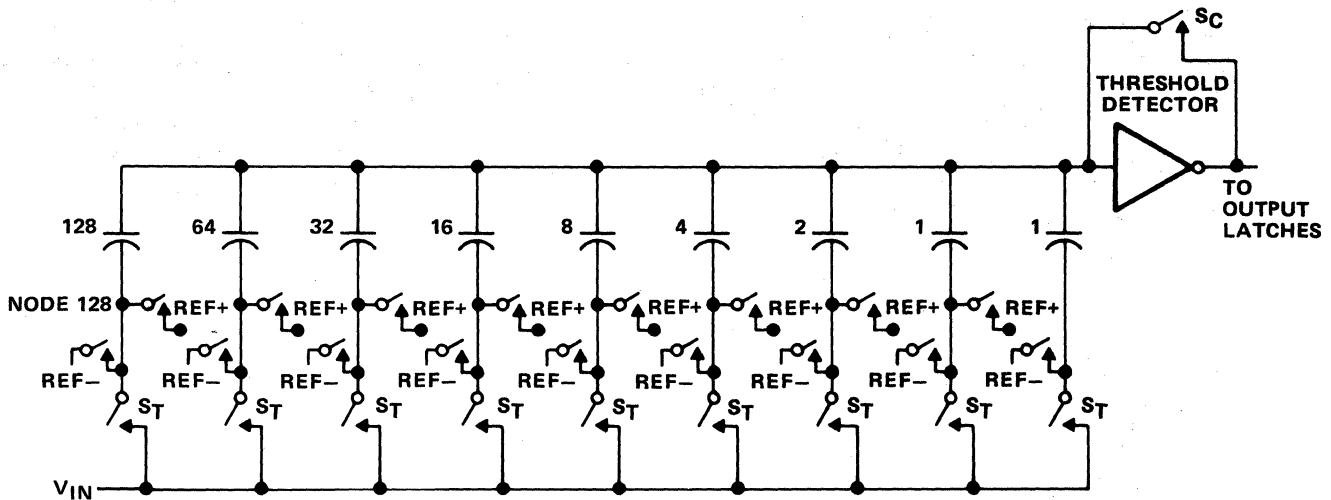 SC
THRESHOLD
DETECTOR
TO
OUTPUT
LATCHES
128 64 32 16 8 4 2 1 1
NODE 128 REF+ REF+ REF+ REF+ REF+ REF+ REF+ REF+
REF− REF− REF− REF− REF− REF− REF− REF− REF−
ST ST ST ST ST ST ST ST ST
VIN